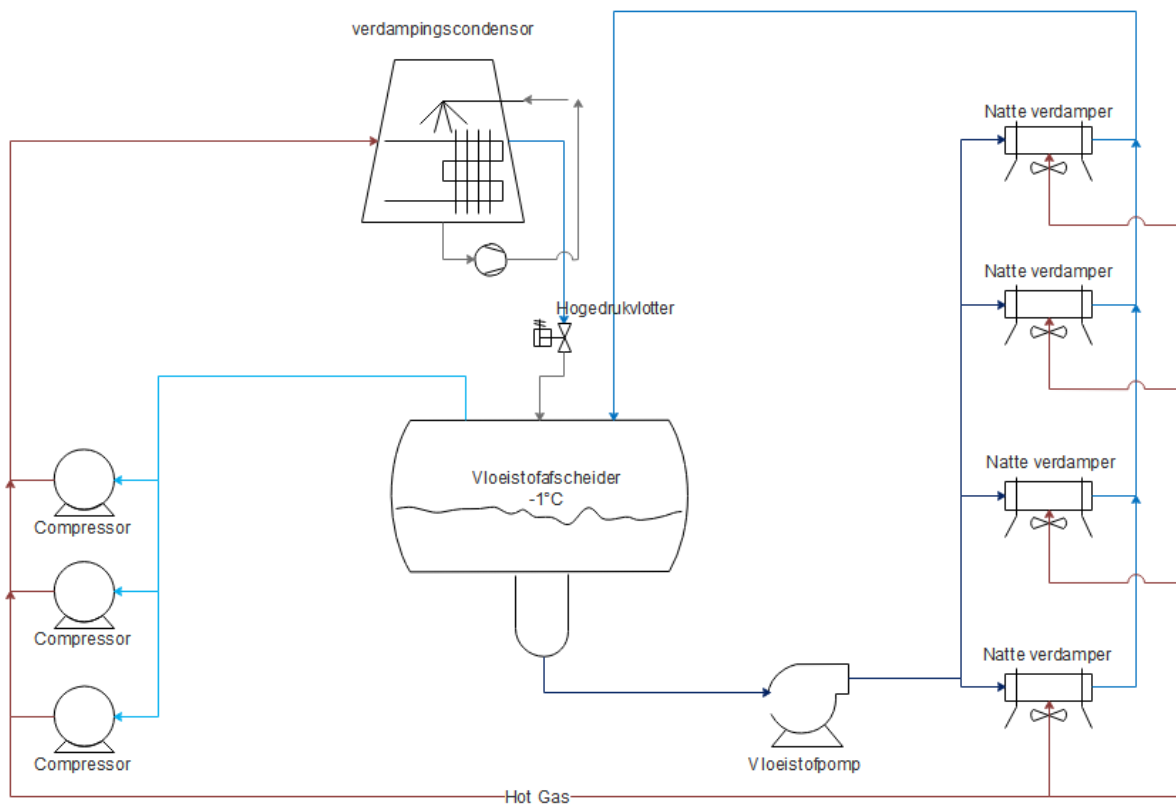 verdampingscondensor
Natte verdamper
Natte verdamper
Hogedrukvlotter
Natte verdamper
Vloeistofafscheider
-1°C
Compressor
Compressor
Natte verdamper
Compressor
Vloeistofpomp
Hot Gas